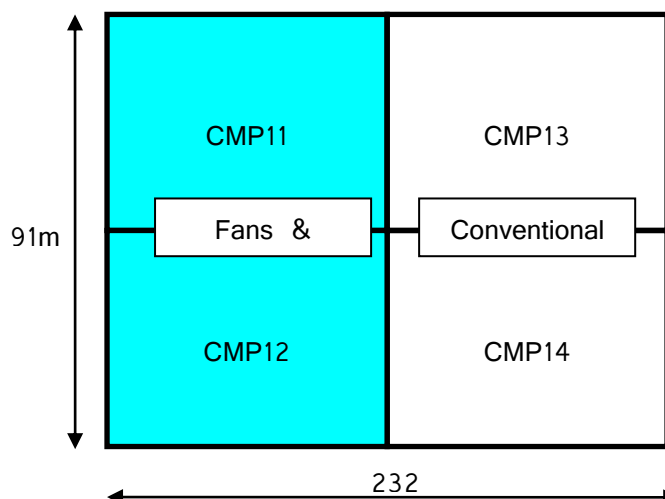 CMP11
CMP13
91m
Fans &
Conventional
CMP12
CMP14
232